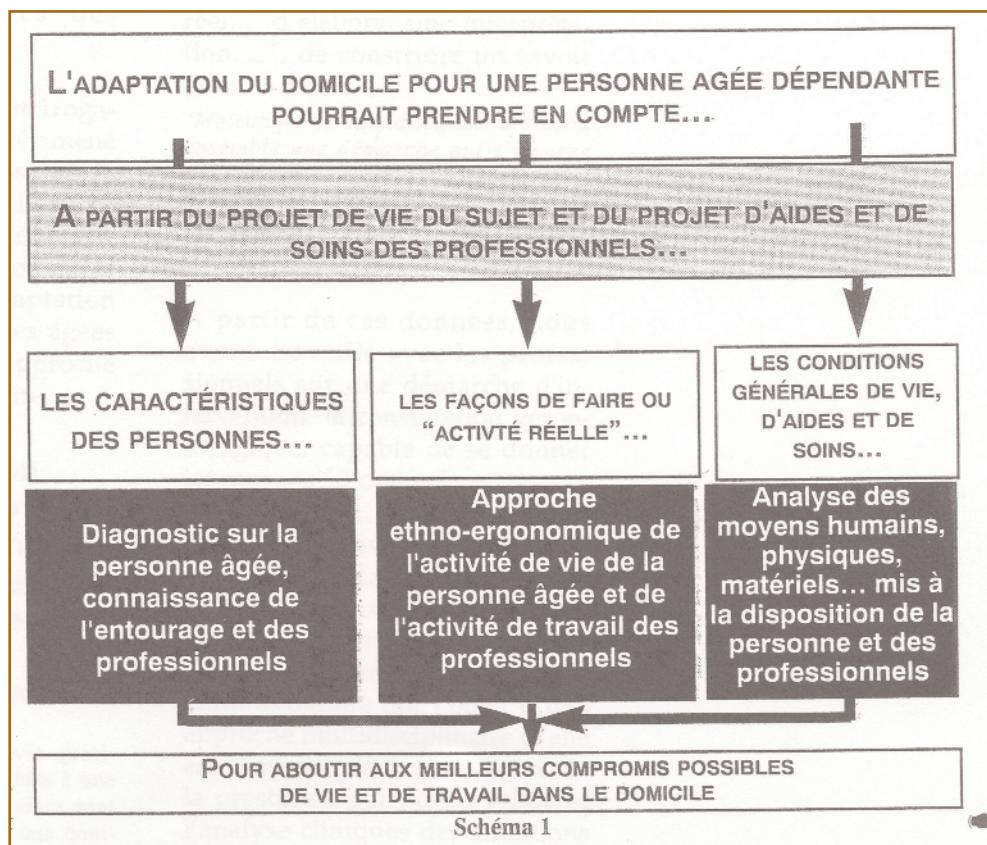 L'ADAPTATION DU DOMICILE POUR UNE PERSONNE AGÉE DÉPENDANTE
POURRAIT PRENDRE EN COMPTE...
A PARTIR DU PROJET DE VIE DU SUJET ET DU PROJET D'AIDES ET DE
SOINS DES PROFESSIONNELS...
LES CARACTÉRISTIQUES
DES PERSONNES...
Diagnostic sur la
personne âgée,
connaissance de
l'entourage et des
professionnels
LES FAÇONS DE FAIRE OU
“ACTIVTÉ RÉELLE”...
Approche
ethno-ergonomique de
l'activité de vie de la
personne âgée et de
l'activité de travail des
professionnels
LES CONDITIONS
GÉNÉRALES DE VIE,
D'AIDES ET DE
SOINS...
Analyse des
moyens humains,
physiques,
matériels... mis à
la disposition de la
personne et des
professionnels
POUR ABOUTIR AUX MEILLEURS COMPROMIS POSSIBLES
DE VIE ET DE TRAVAIL DANS LE DOMICILE
Schéma 1